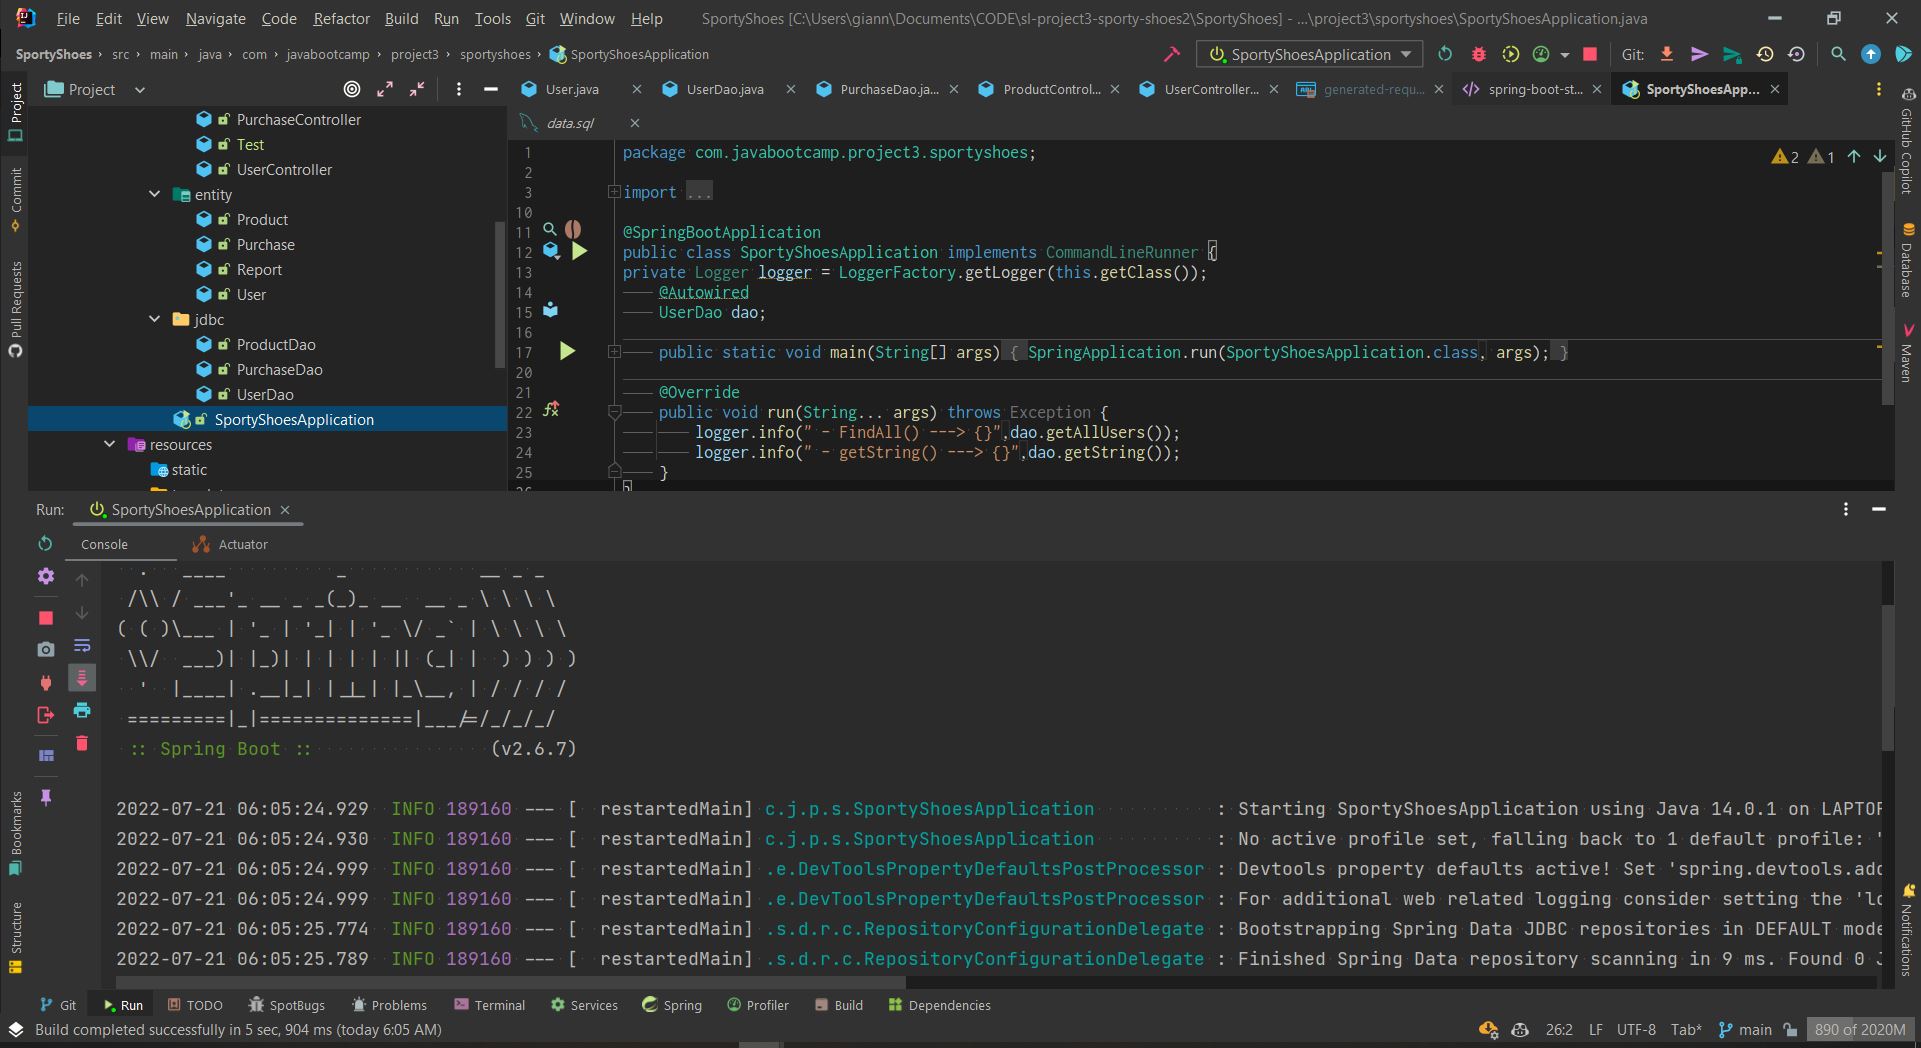 File Edit View Navigate Code Refactor Build Run Tools Git Window Help SportyShoes [C:\Users\giann\Documents\CODE\sl-project3-sporty-shoes2\SportyShoes] - ...\project3\sportyshoes\SportyShoesApplication.java
SportyShoes › src › main › java › com › javabootcamp › project3 › sportyshoes › SportyShoesApplication
SportyShoesApplication
Git:
Project
Project
User.java
UserDao.java
PurchaseDao.ja...
ProductControl...
UserController...
generated-requ...
spring-boot-st...
SportyShoesApp...
data.sql
PurchaseController
Test
UserController
entity
Product
Purchase
Report
User
jdbc
ProductDao
PurchaseDao
UserDao
SportyShoesApplication
resources
static
Commit
Pull Requests
2 1
1 package com.javabootcamp.project3.sportyshoes;
2
3 import ...
10
11 @SpringBootApplication
12 public class SportyShoesApplication implements CommandLineRunner {
13 private Logger logger = LoggerFactory.getLogger(this.getClass());
14 @Autowired
15 UserDao dao;
16
17 public static void main(String[] args) { SpringApplication.run(SportyShoesApplication.class, args); }
20
21 @Override
22 public void run(String... args) throws Exception {
23 logger.info(" - FindAll() ---> {}",dao.getAllUsers());
24 logger.info(" - getString() ---> {}",dao.getString());
25 }
26 }
GitHub Copilot
Database
Maven
Notifications
Run: SportyShoesApplication
Console Actuator
:: Spring Boot :: (v2.6.7)
2022-07-21 06:05:24.929 INFO 189160 --- [ restartedMain] c.j.p.s.SportyShoesApplication : Starting SportyShoesApplication using Java 14.0.1 on LAPTOP
2022-07-21 06:05:24.930 INFO 189160 --- [ restartedMain] c.j.p.s.SportyShoesApplication : No active profile set, falling back to 1 default profile: "
2022-07-21 06:05:24.999 INFO 189160 --- [ restartedMain] .e.DevToolsPropertyDefaultsPostProcessor : Devtools property defaults active! Set 'spring.devtools.add
2022-07-21 06:05:24.999 INFO 189160 --- [ restartedMain] .e.DevToolsPropertyDefaultsPostProcessor : For additional web related logging consider setting the 'lo
2022-07-21 06:05:25.774 INFO 189160 --- [ restartedMain] .s.d.r.c.RepositoryConfigurationDelegate : Bootstrapping Spring Data JDBC repositories in DEFAULT mode
2022-07-21 06:05:25.789 INFO 189160 --- [ restartedMain] .s.d.r.c.RepositoryConfigurationDelegate : Finished Spring Data repository scanning in 9 ms. Found 0 J
Bookmarks
Structure
Git Run TODO SpotBugs Problems Terminal Services Spring Profiler Build Dependencies
Build completed successfully in 5 sec, 904 ms (today 6:05 AM)
26:2 LF UTF-8 Tab* main 890 of 2020M